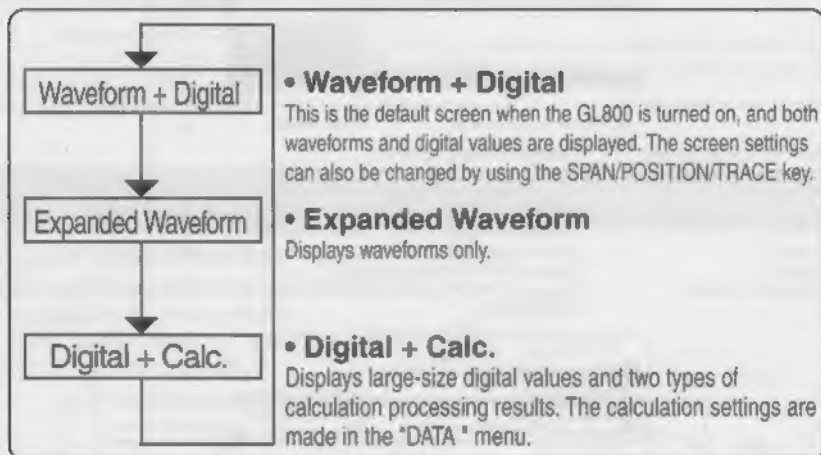 Waveform + Digital
Expanded Waveform
Digital + Calc.
• Waveform + Digital
This is the default screen when the GL800 is turned on, and both
waveforms and digital values are displayed. The screen settings
can also be changed by using the SPAN/POSITION/TRACE key.
• Expanded Waveform
Displays waveforms only.
• Digital + Calc.
Displays large-size digital values and two types of
calculation processing results. The calculation settings are
made in the "DATA " menu.